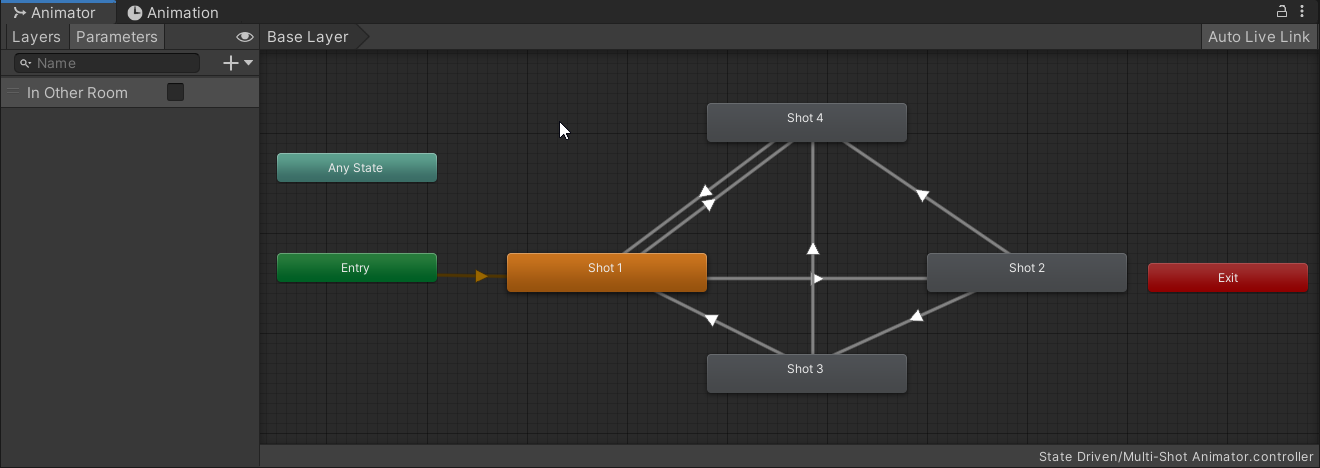 Animator Animation
Layers Parameters Base Layer Auto Live Link
Name
In Other Room
Shot 4
Any State
Entry Shot 1 Shot 2 Exit
Shot 3
State Driven/Multi-Shot Animator.controller